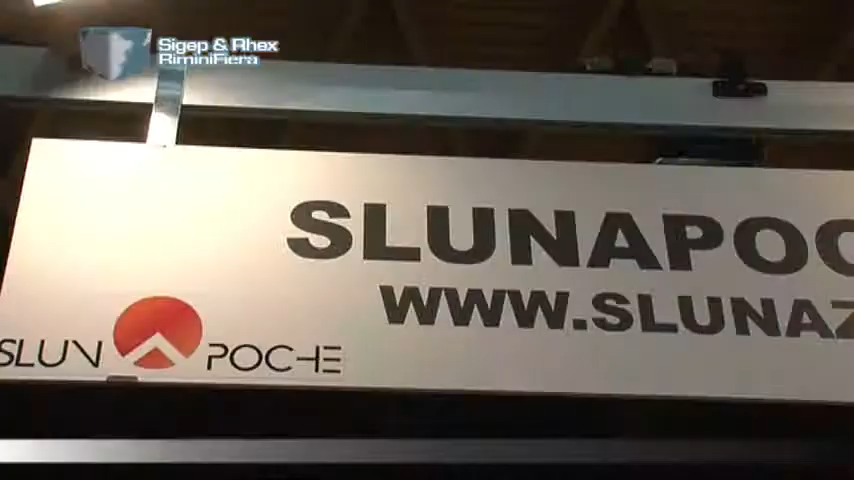 Sigep & Rhex
RiminiFiera
SLUNAPOC
WWW.SLUNAZ
SLUN POCHE